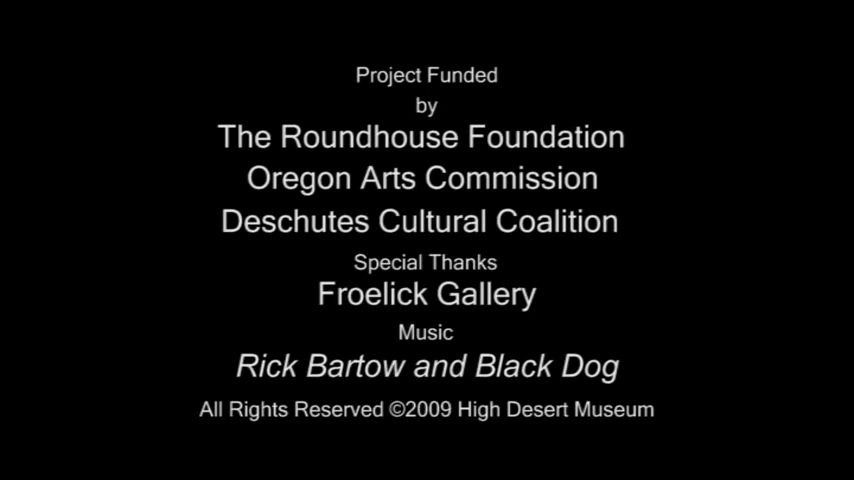 Project Funded
by
The Roundhouse Foundation
Oregon Arts Commission
Deschutes Cultural Coalition
Special Thanks
Froelick Gallery
Music
Rick Bartow and Black Dog
All Rights Reserved ©2009 High Desert Museum